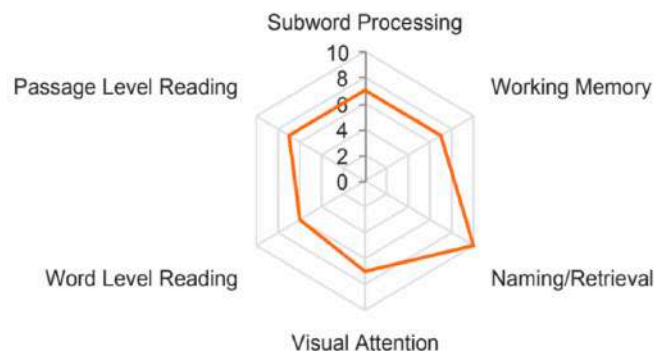 Subword Processing
10
Passage Level Reading
8
Working Memory
6
4
2
0
Word Level Reading
Naming/Retrieval
Visual Attention